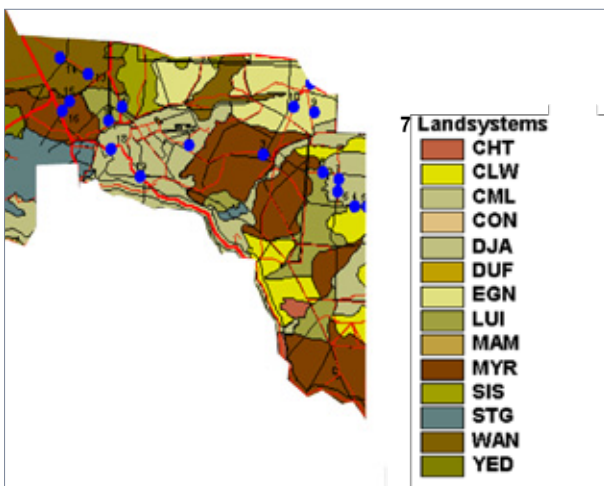 7 Landsystems
CHT
CLW
CML
CON
DJA
DUF
EGN
LUI
MAM
MYR
SIS
STG
WAN
YED